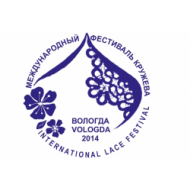 МЕЖДУНАРОДНЫЙ ФЕСТИВАЛЬ КРУЖЕВА
ВОЛОГДА
VOLOGDA
2014
INTERNATIONAL LACE FESTIVAL